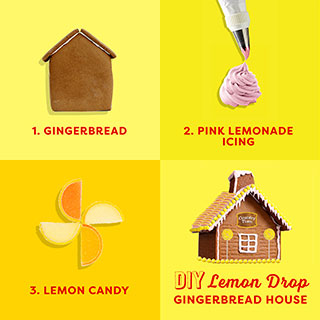 1. GINGERBREAD
2. PINK LEMONADE
ICING
3. LEMON CANDY
DIY Lemon Drop
GINGERBREAD HOUSE